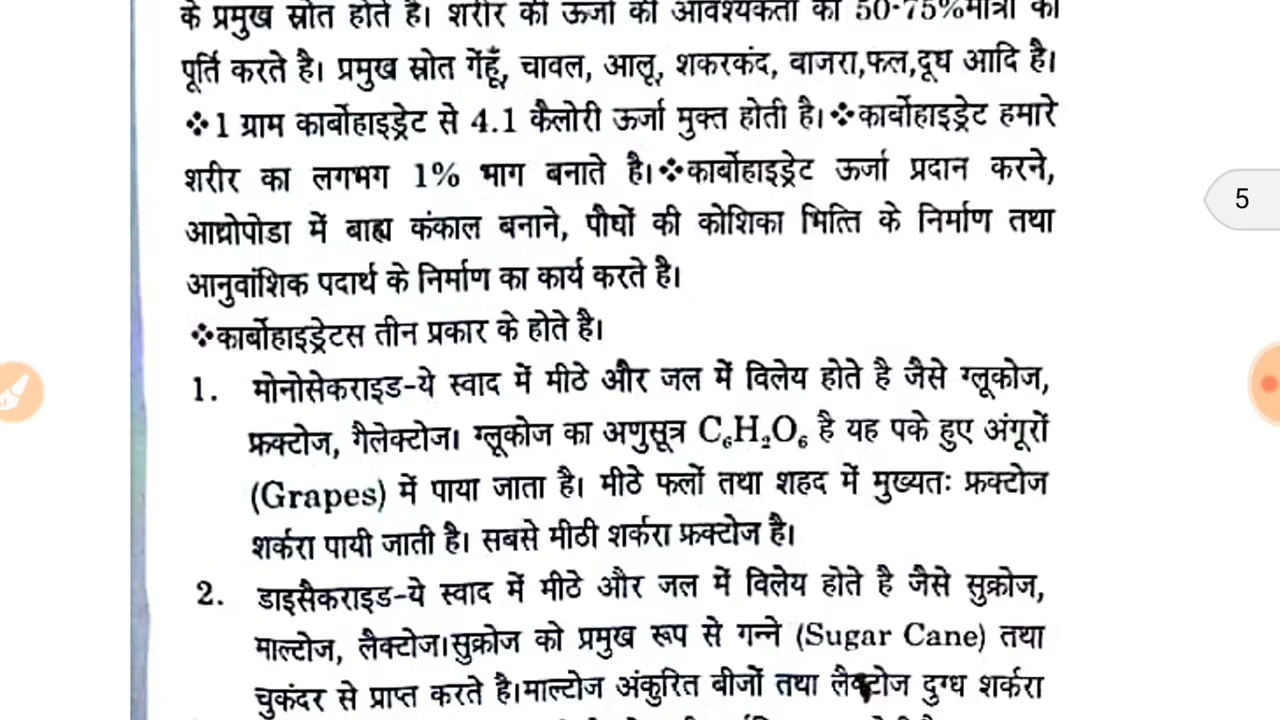 के प्रमुख स्रोत होते है। शरीर की ऊर्जा की आवश्यकता की 50-75%मात्रा की
पूर्ति करते है। प्रमुख स्रोत गेंहूँ, चावल, आलू, शकरकंद, बाजरा,फल,दूध आदि है।
❖1 ग्राम कार्बोहाइड्रेट से 4.1 कैलोरी ऊर्जा मुक्त होती है।❖कार्बोहाइड्रेट हमारे
शरीर का लगभग 1% भाग बनाते है।❖कार्बोहाइड्रेट ऊर्जा प्रदान करने,
आथ्रोपोडा में बाह्य कंकाल बनाने, पौधों की कोशिका भित्ति के निर्माण तथा
आनुवांशिक पदार्थ के निर्माण का कार्य करते है।
❖कार्बोहाइड्रेटस तीन प्रकार के होते है।
1. मोनोसेकराइड-ये स्वाद में मीठे और जल में विलेय होते है जैसे ग्लूकोज,
फ्रक्टोज, गैलेक्टोज। ग्लूकोज का अणुसूत्र C₆H₂O₆ है यह पके हुए अंगूरों
(Grapes) में पाया जाता है। मीठे फलों तथा शहद में मुख्यतः फ्रक्टोज
शर्करा पायी जाती है। सबसे मीठी शर्करा फ्रक्टोज है।
2. डाइसैकराइड-ये स्वाद में मीठे और जल में विलेय होते है जैसे सुक्रोज,
माल्टोज, लैक्टोज।सुक्रोज को प्रमुख रूप से गन्ने (Sugar Cane) तथा
चुकंदर से प्राप्त करते है।माल्टोज अंकुरित बीजों तथा लैक्टोज दुग्ध शर्करा
5